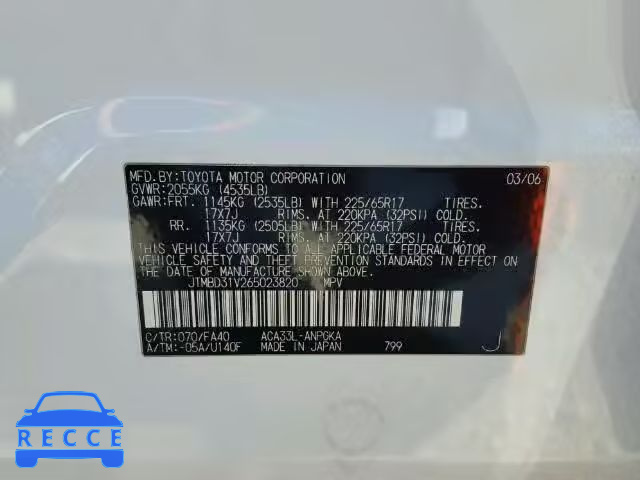 MFD.BY:TOYOTA MOTOR CORPORATION 03/06
GVWR:2055KG (4535LB)
GAWR:FRT. 1145KG (2535LB) WITH 225/65R17 TIRES.
17X7J RIMS. AT 220KPA (32PSI) COLD.
RR. 1135KG (2505LB) WITH 225/65R17 TIRES.
17X7J RIMS. AT 220KPA (32PSI) COLD.
THIS VEHICLE CONFORMS TO ALL APPLICABLE FEDERAL MOTOR
VEHICLE SAFETY AND THEFT PREVENTION STANDARDS IN EFFECT
ON THE DATE OF MANUFACTURE SHOWN ABOVE.
JTMBD31V265023820 MPV
C/TR:070/FA40 ACA33L-ANPGKA
A/TM:-05A/U140F MADE IN JAPAN 799 J
RECCE